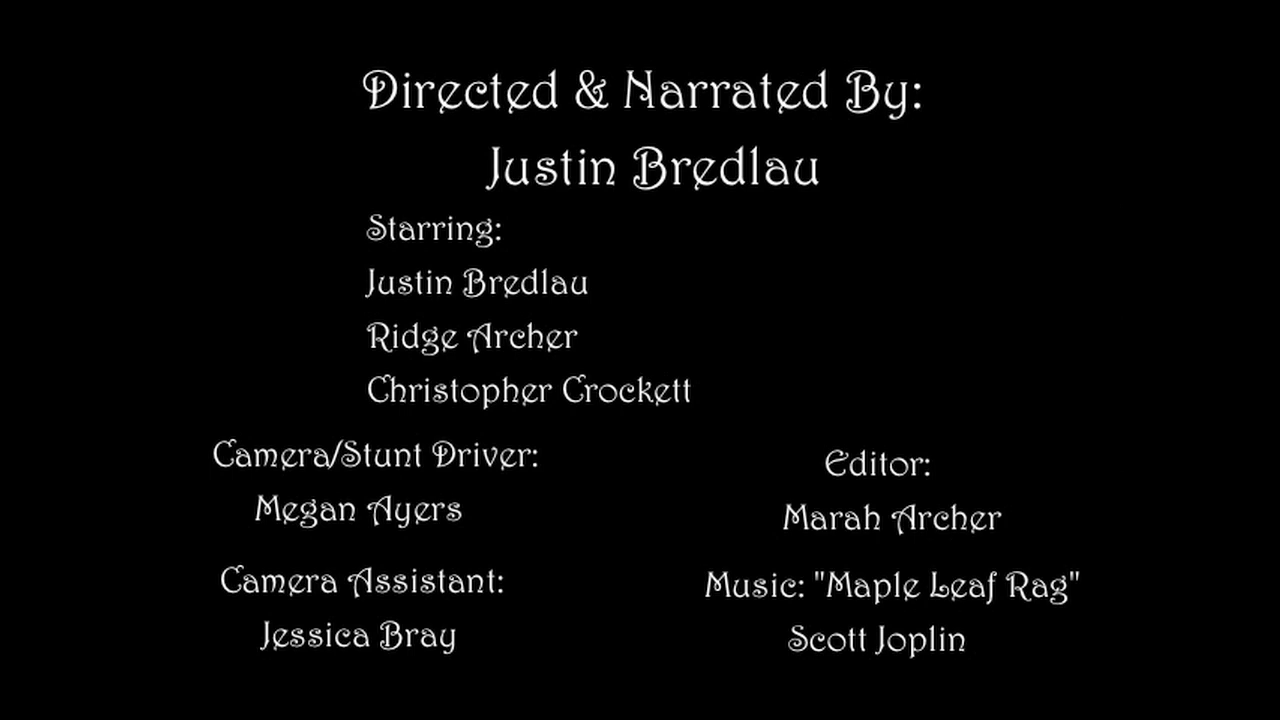 Directed & Narrated By:
Justin Bredlau
Starring:
Justin Bredlau
Ridge Archer
Christopher Crockett
Camera/Stunt Driver:
Megan Ayers
Camera Assistant:
Jessica Bray
Editor:
Marah Archer
Music: "Maple Leaf Rag"
Scott Joplin